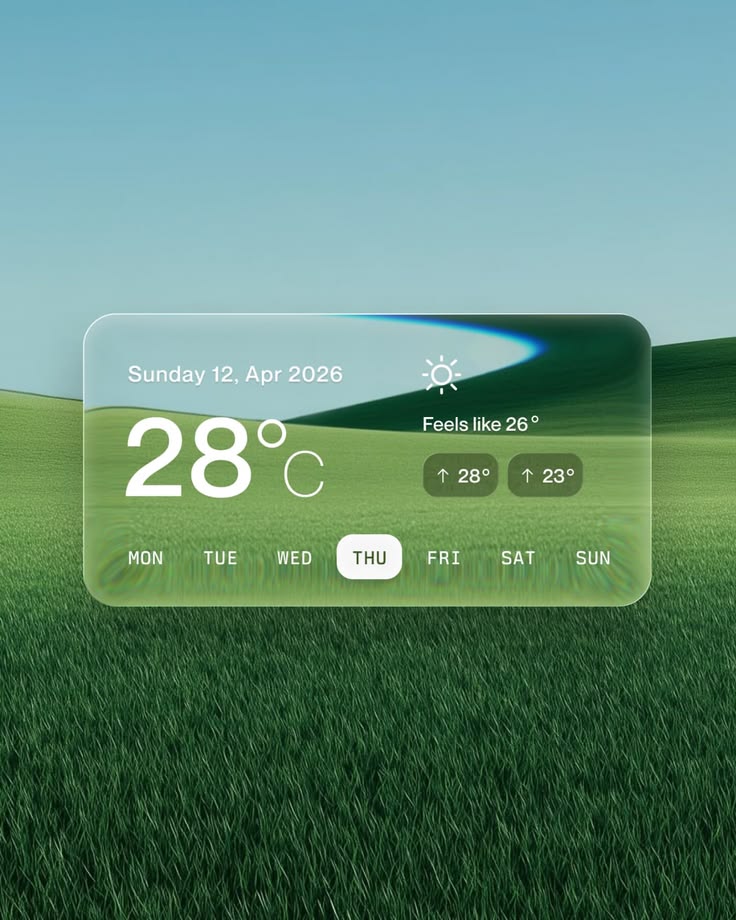 Sunday 12, Apr 2026
28°C
Feels like 26°
↑ 28° ↑ 23°
MON TUE WED THU FRI SAT SUN